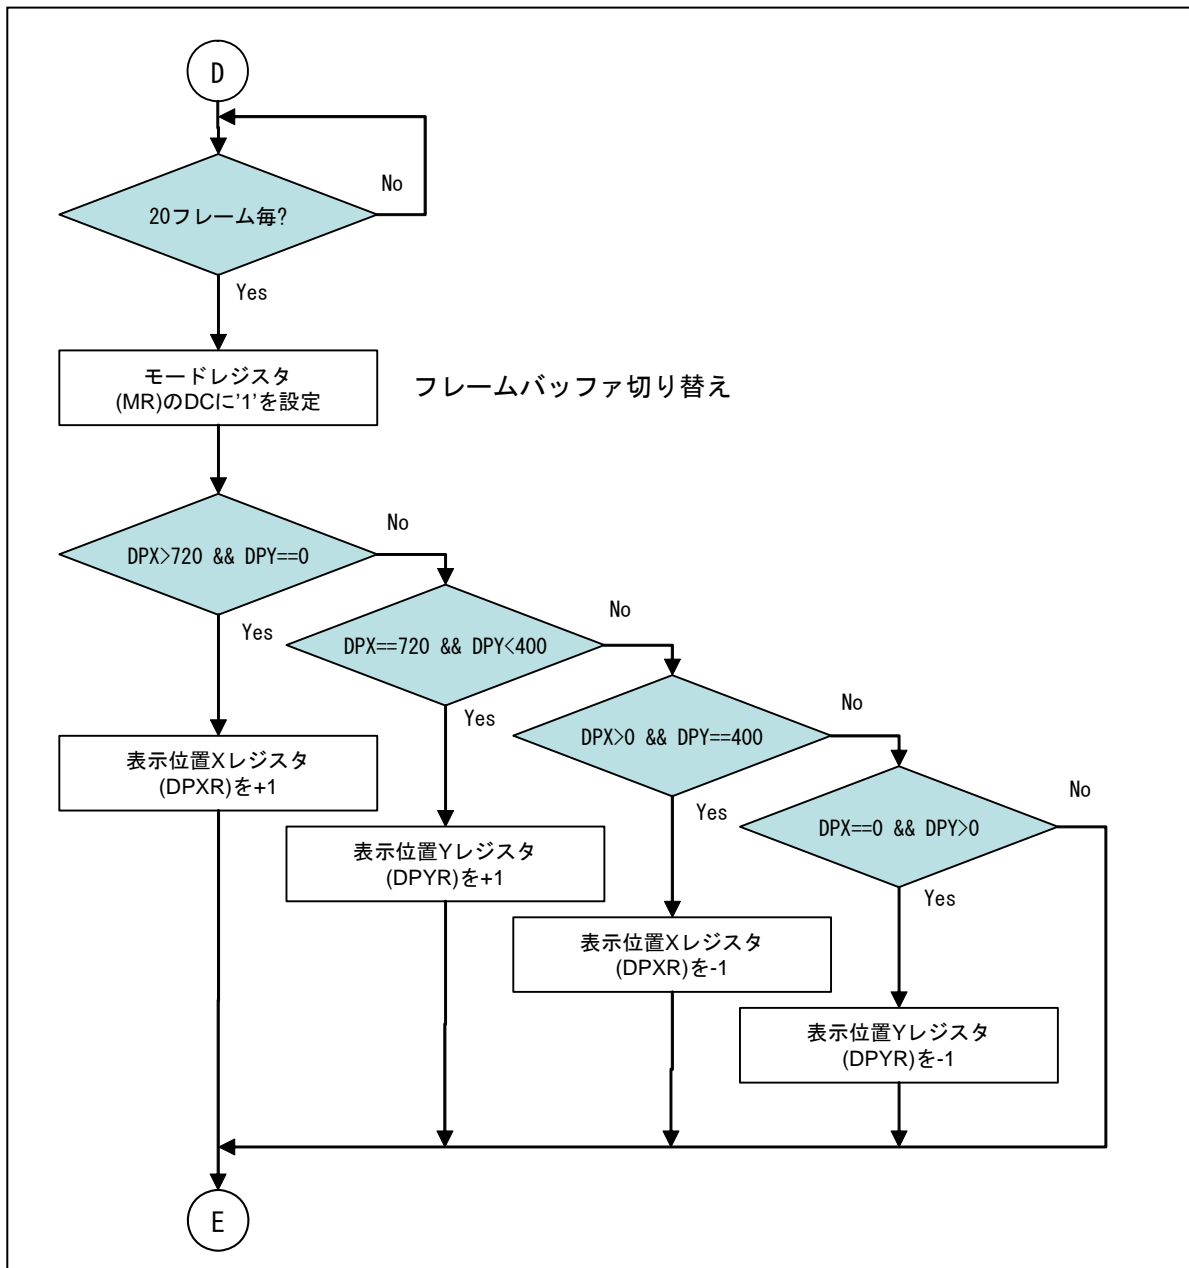 D
No
20フレーム毎?
Yes
モードレジスタ
(MR)のDCに'1'を設定
フレームバッファ切り替え
No
DPX>720 && DPY==0
Yes
No
DPX==720 && DPY<400
Yes
No
DPX>0 && DPY==400
Yes
No
DPX==0 && DPY>0
Yes
表示位置Xレジスタ
(DPXR)を+1
表示位置Yレジスタ
(DPYR)を+1
表示位置Xレジスタ
(DPXR)を-1
表示位置Yレジスタ
(DPYR)を-1
E